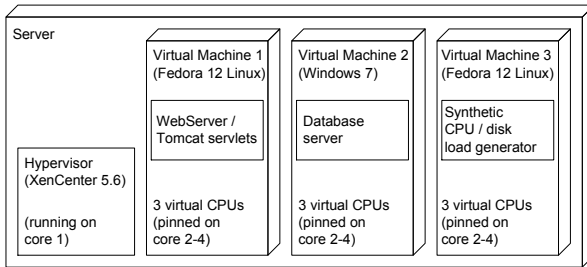 Server
Hypervisor
(XenCenter 5.6)
(running on
core 1)
Virtual Machine 1
(Fedora 12 Linux)
WebServer /
Tomcat servlets
3 virtual CPUs
(pinned on
core 2-4)
Virtual Machine 2
(Windows 7)
Database
server
3 virtual CPUs
(pinned on
core 2-4)
Virtual Machine 3
(Fedora 12 Linux)
Synthetic
CPU / disk
load generator
3 virtual CPUs
(pinned on
core 2-4)